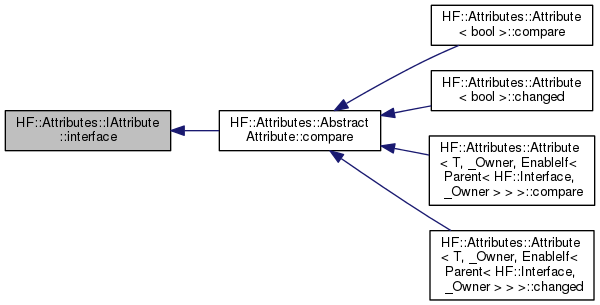 HF::Attributes::IAttribute
::interface
HF::Attributes::Abstract
Attribute::compare
HF::Attributes::Attribute
< bool >::compare
HF::Attributes::Attribute
< bool >::changed
HF::Attributes::Attribute
< T, _Owner, EnableIf<
Parent< HF::Interface,
_Owner > > >::compare
HF::Attributes::Attribute
< T, _Owner, EnableIf<
Parent< HF::Interface,
_Owner > > >::changed